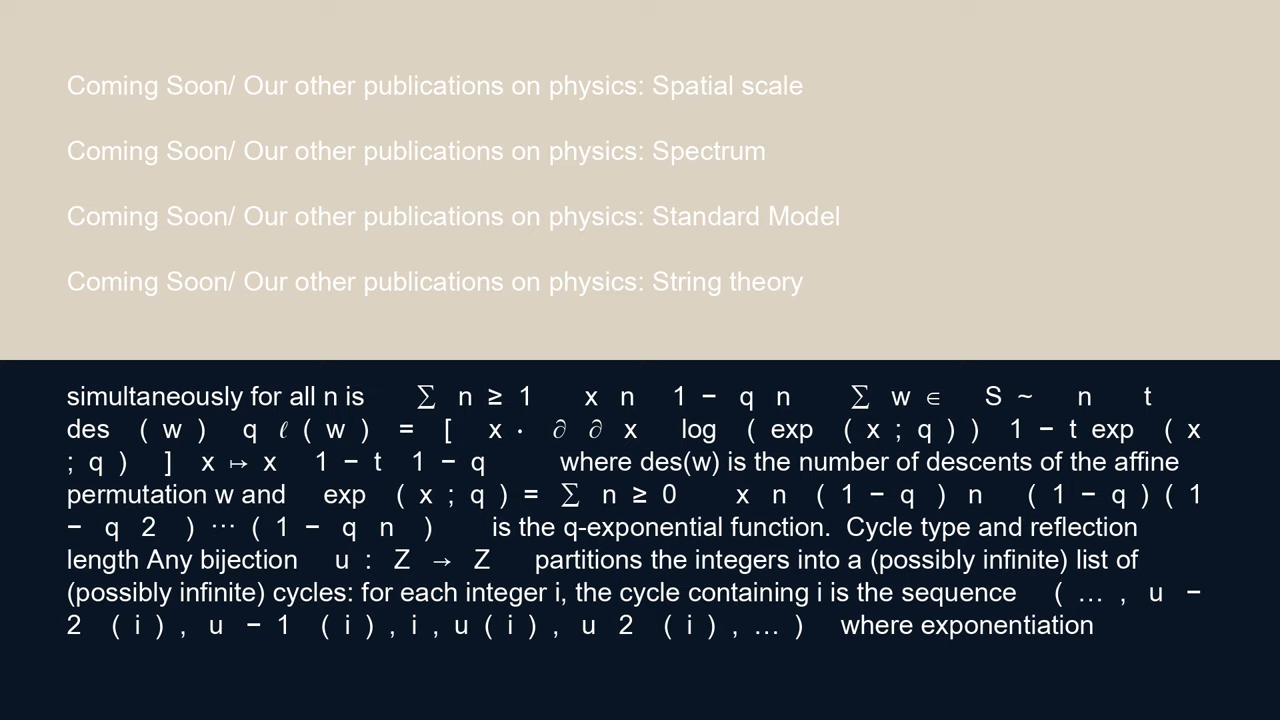 Coming Soon/ Our other publications on physics: Spatial scale
Coming Soon/ Our other publications on physics: Spectrum
Coming Soon/ Our other publications on physics: Standard Model
Coming Soon/ Our other publications on physics: String theory
simultaneously for all n is ∑ n ≥ 1 x n 1 − q n ∑ w ∈ S ~ n t
des ( w ) q ℓ ( w ) = [ x ⋅ ∂ ∂ x log ( exp ( x ; q ) ) 1 − t exp ( x
; q ) ] x ↦ x 1 − t 1 − q where des(w) is the number of descents of the affine
permutation w and exp ( x ; q ) = ∑ n ≥ 0 x n ( 1 − q ) n ( 1 − q ) ( 1
− q 2 ) ⋯ ( 1 − q n ) is the q-exponential function. Cycle type and reflection
length Any bijection u : Z → Z partitions the integers into a (possibly infinite) list of
(possibly infinite) cycles: for each integer i, the cycle containing i is the sequence ( … , u −
2 ( i ) , u − 1 ( i ) , i , u ( i ) , u 2 ( i ) , … ) where exponentiation